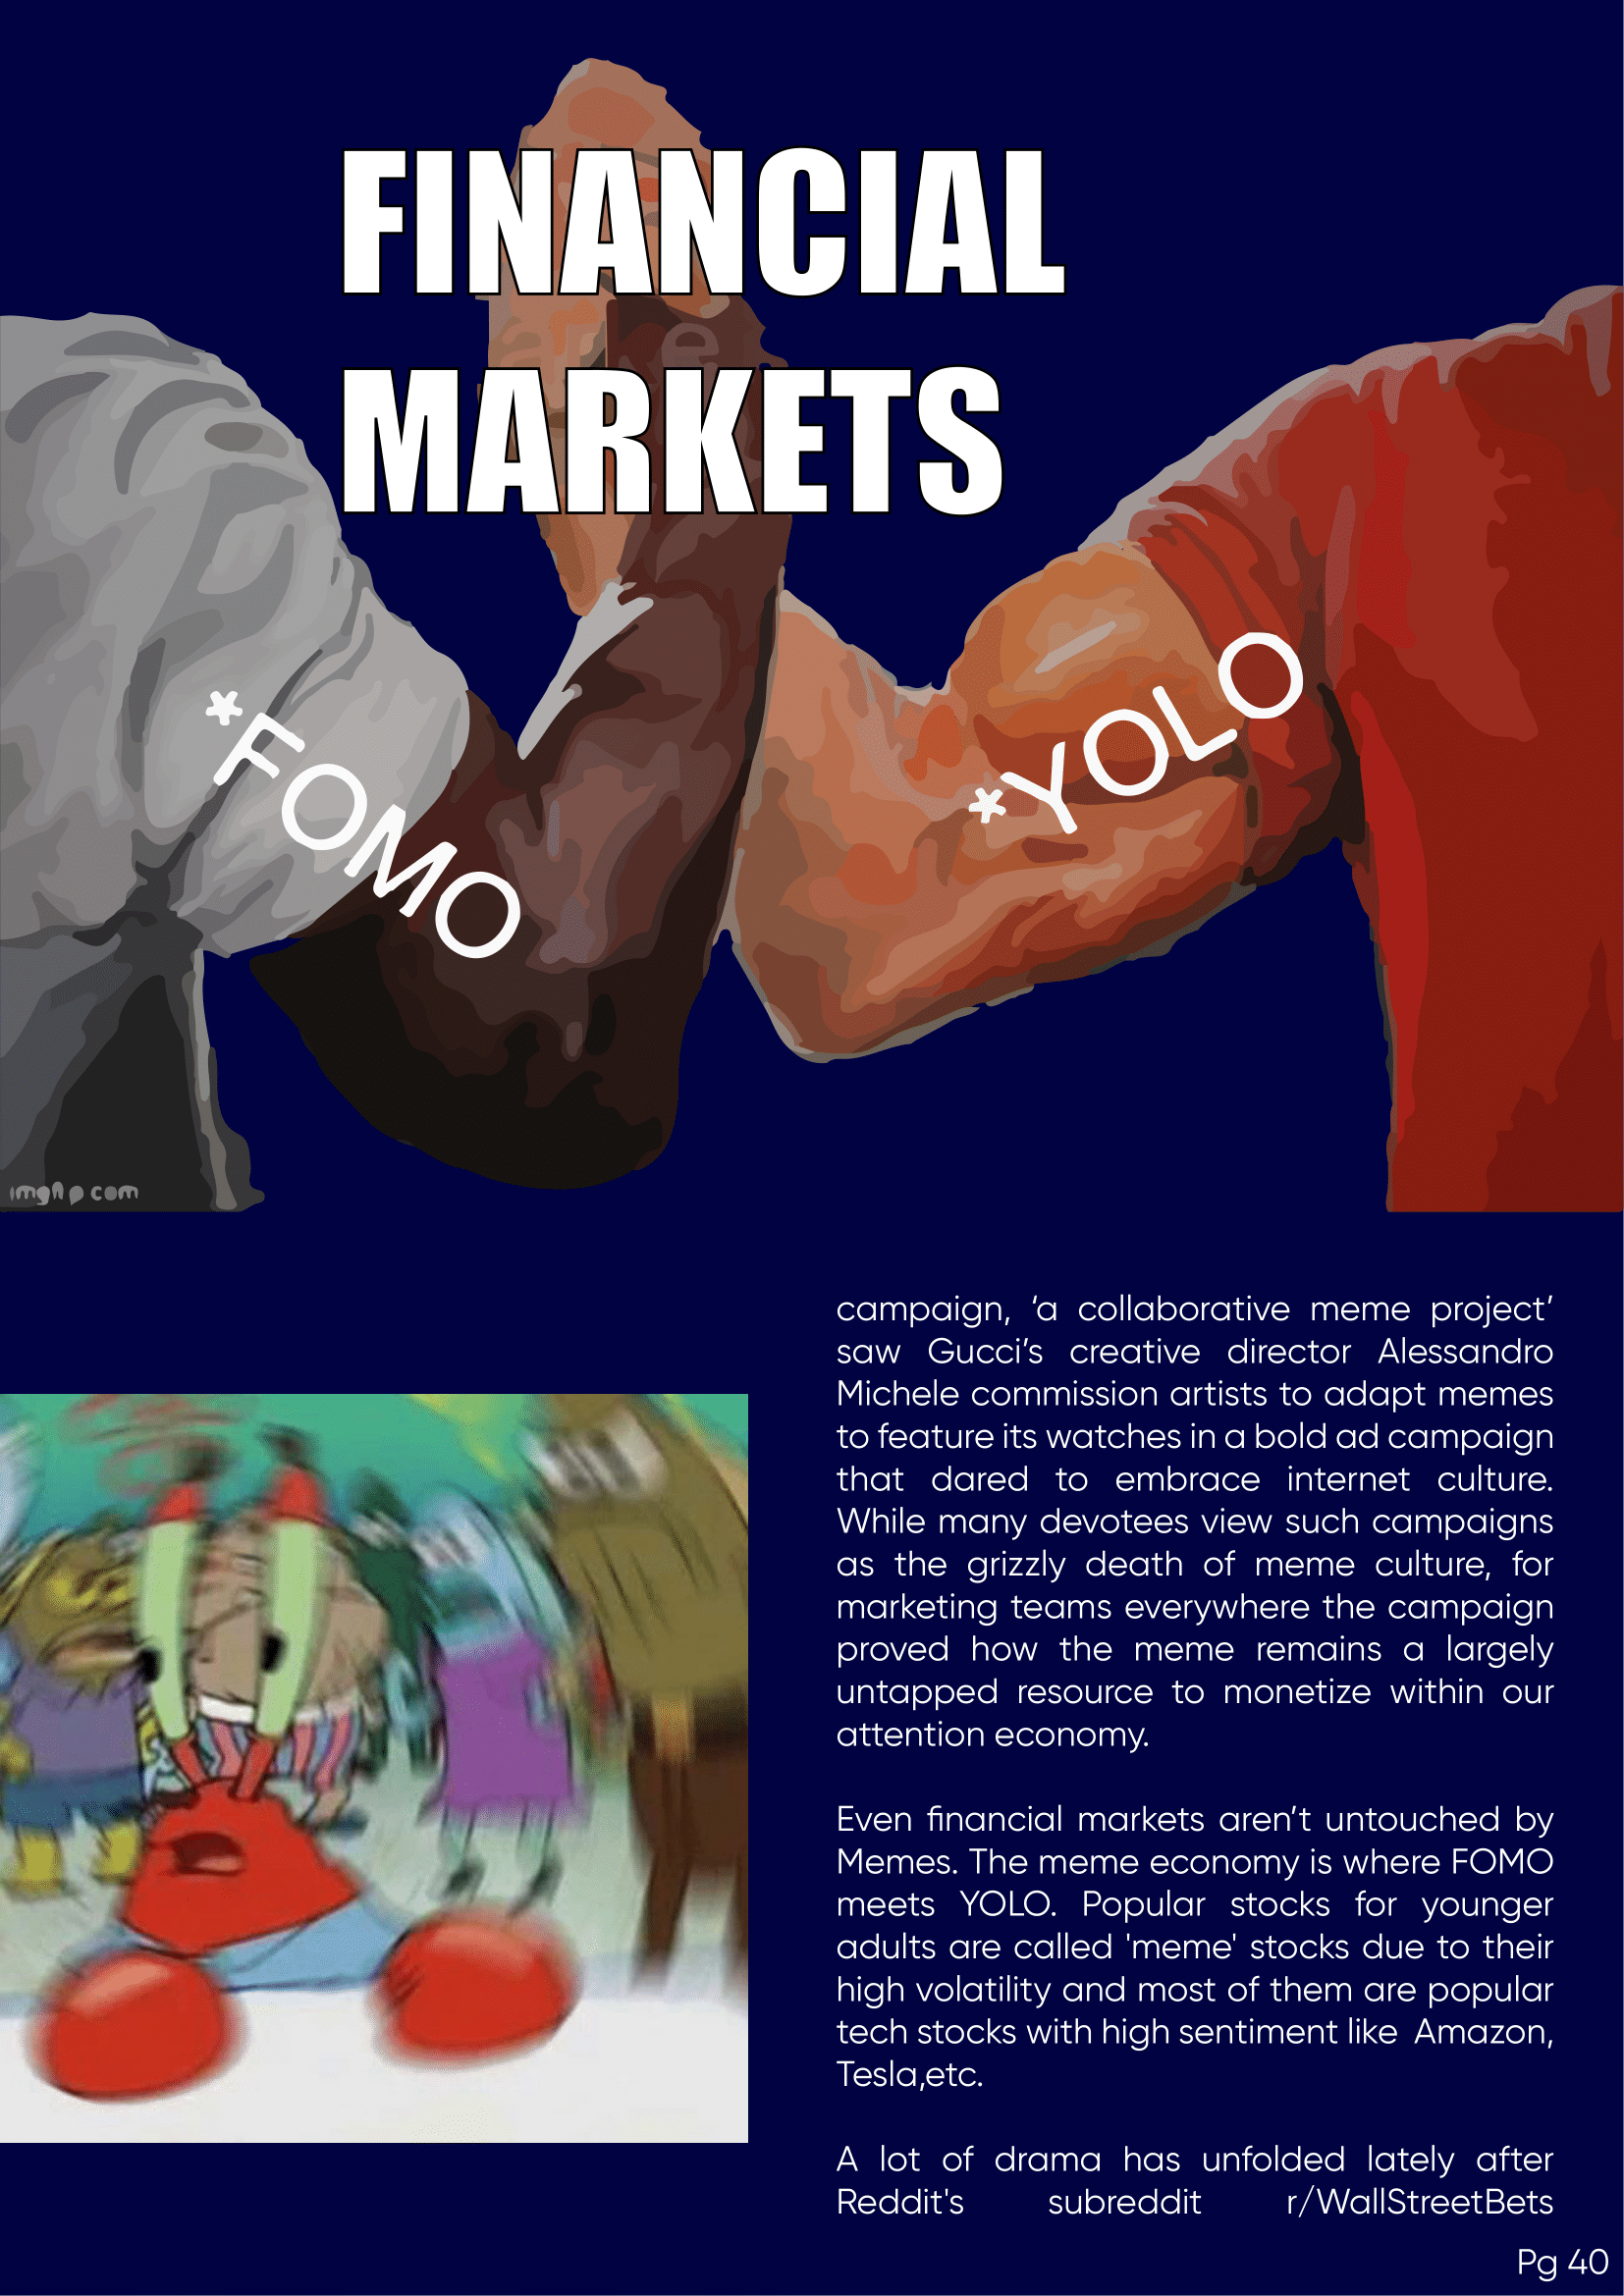 FINANCIAL
MARKETS
*FOMO
*YOLO
campaign, ‘a collaborative meme project’
saw Gucci’s creative director Alessandro
Michele commission artists to adapt memes
to feature its watches in a bold ad campaign
that dared to embrace internet culture.
While many devotees view such campaigns
as the grizzly death of meme culture, for
marketing teams everywhere the campaign
proved how the meme remains a largely
untapped resource to monetize within our
attention economy.
Even financial markets aren’t untouched by
Memes. The meme economy is where FOMO
meets YOLO. Popular stocks for younger
adults are called 'meme' stocks due to their
high volatility and most of them are popular
tech stocks with high sentiment like Amazon,
Tesla,etc.
A lot of drama has unfolded lately after
Reddit's subreddit r/WallStreetBets
Pg 40